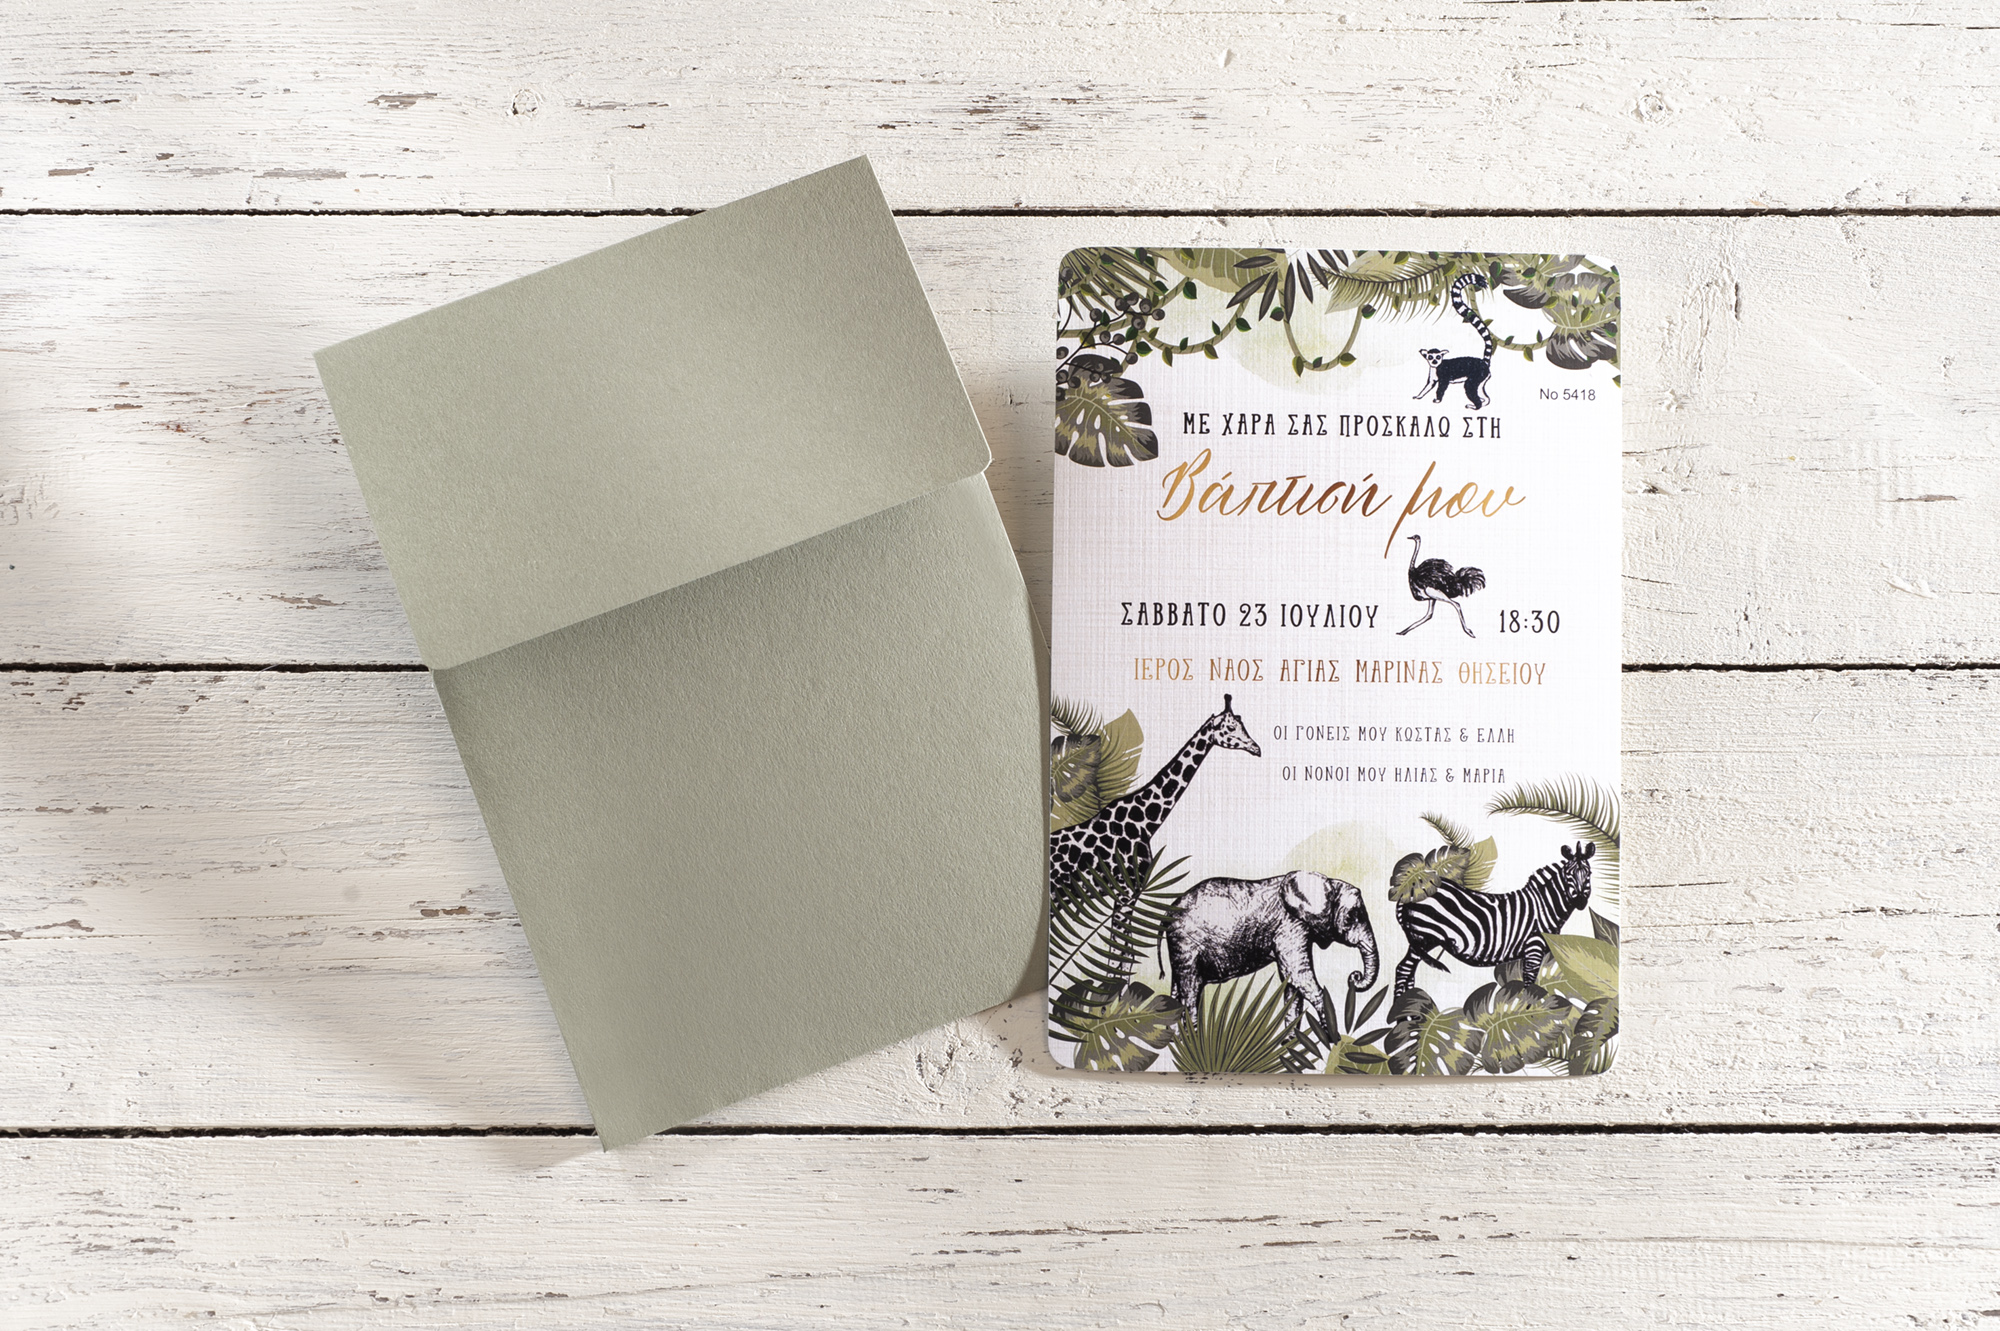 No 5418
ΜΕ ΧΑΡΑ ΣΑΣ ΠΡΟΣΚΑΛΩ ΣΤΗ
Βάπτισή μου
ΣΑΒΒΑΤΟ 23 ΙΟΥΛΙΟΥ 18:30
ΙΕΡΟΣ ΝΑΟΣ ΑΓΙΑΣ ΜΑΡΙΝΑΣ ΘΗΣΕΙΟΥ
ΟΙ ΓΟΝΕΙΣ ΜΟΥ ΚΩΣΤΑΣ & ΕΛΛΗ
ΟΙ ΝΟΝΟΙ ΜΟΥ ΗΛΙΑΣ & ΜΑΡΙΑ